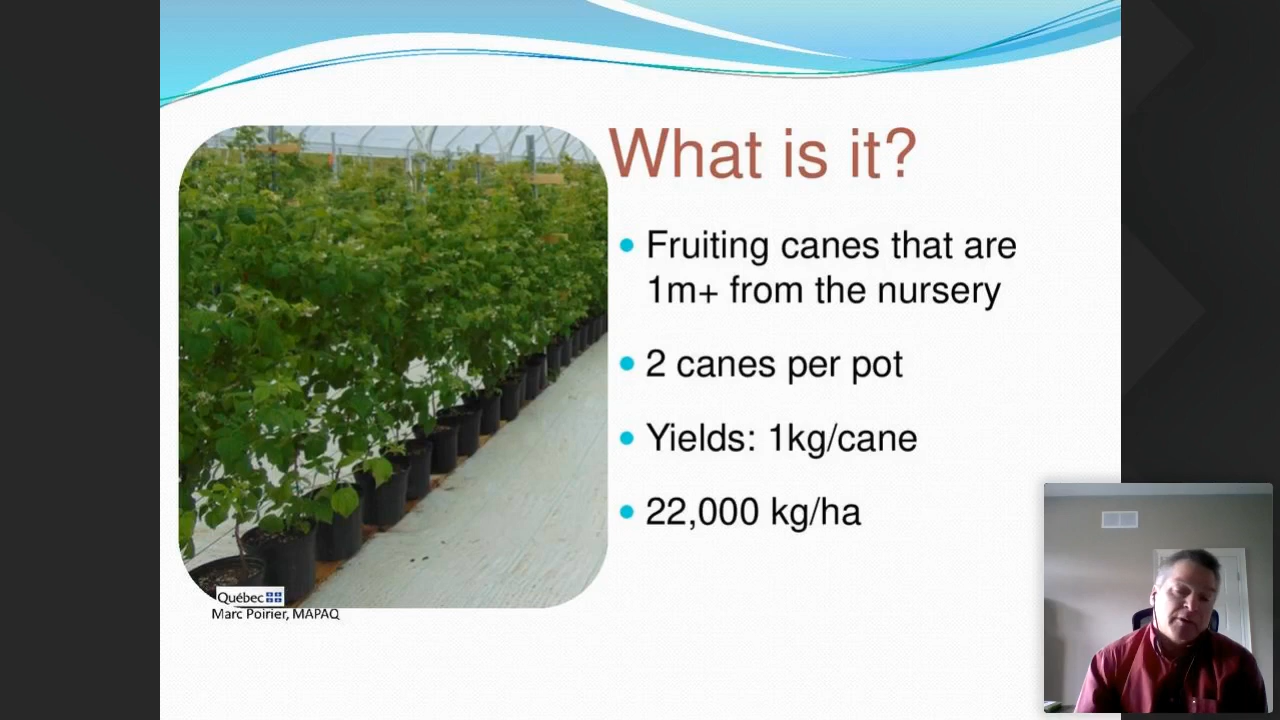 What is it?
Fruiting canes that are
1m+ from the nursery
2 canes per pot
Yields: 1kg/cane
22,000 kg/ha
Québec
Marc Poirier, MAPAQ